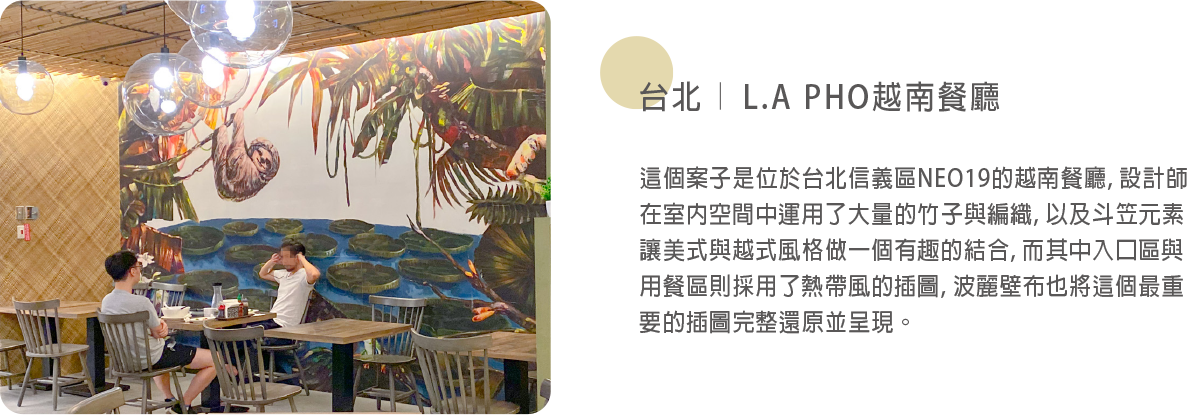 台北｜L.A PHO越南餐廳
這個案子是位於台北信義區NEO19的越南餐廳, 設計師
在室內空間中運用了大量的竹子與編織, 以及斗笠元素
讓美式與越式風格做一個有趣的結合, 而其中入口區與
用餐區則採用了熱帶風的插圖, 波麗壁布也將這個最重
要的插圖完整還原並呈現。